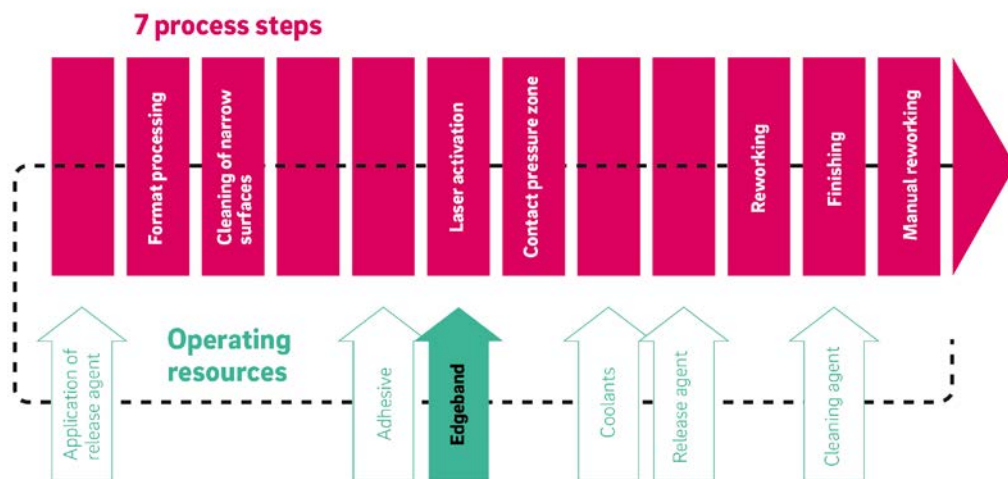 7 process steps
Format processing
Cleaning of narrow
surfaces
Laser activation
Contact pressure zone
Reworking
Finishing
Manual reworking
Operating
resources
Application of
release agent
Adhesive
Edgeband
Coolants
Release agent
Cleaning agent